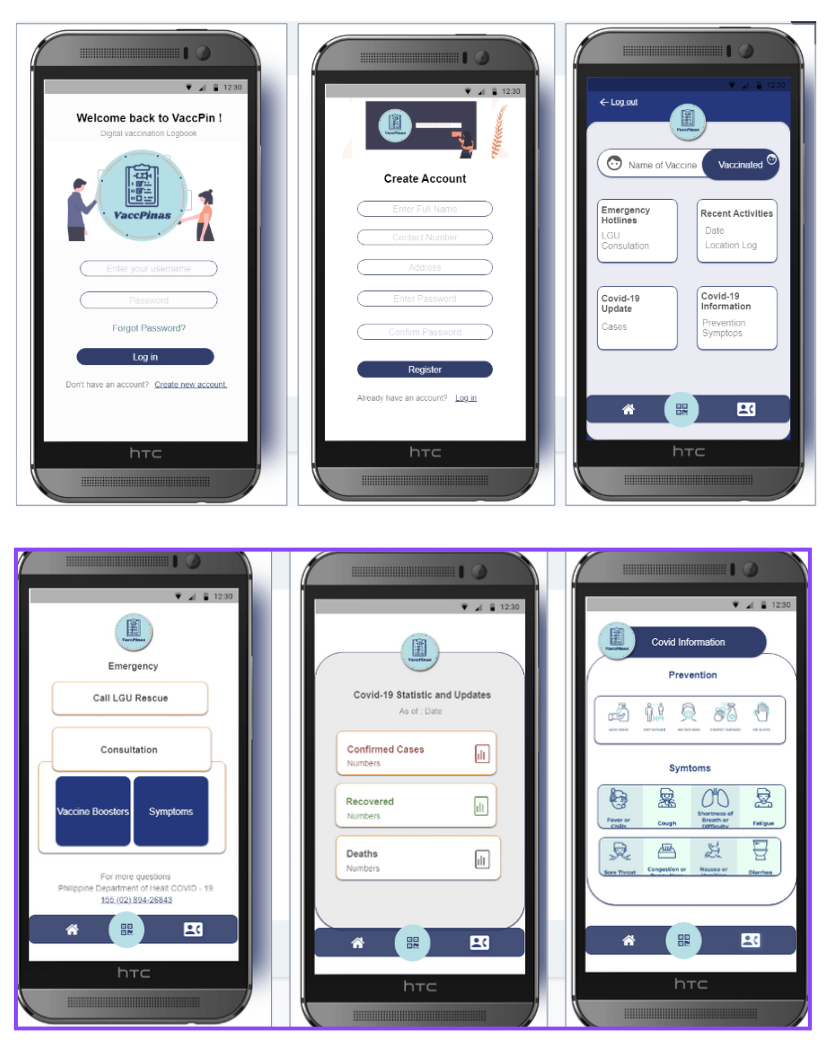 12:30
Welcome back to VaccPin !
Digital vaccination Logbook
VaccPinas
Enter your username
Password
Forgot Password?
Log in
Don't have an account? Create new account.
hTC
12:30
VaccPinas
Create Account
Enter Full Name
Contact Number
Address
Enter Password
Confirm Password
Register
Already have an account? Log in
hTC
12:30
← Log out
VaccPinas
Name of Vaccine
Vaccinated
Emergency
Hotlines
LGU
Consulation
Recent Activities
Date
Location Log
Covid-19
Update
Cases
Covid-19
Information
Prevention
Symptops
hTC
12:30
VaccPinas
Emergency
Call LGU Rescue
Consultation
Vaccine Boosters
Symptoms
For more questions
Philippine Department of Healt COVID - 19
155 (02) 894-26843
hTC
12:30
VaccPinas
Covid-19 Statistic and Updates
As of : Date
Confirmed Cases
Numbers
Recovered
Numbers
Deaths
Numbers
hTC
12:30
VaccPinas
Covid Information
Prevention
Symtoms
Fever or
Chills
Cough
Shortness of
Breath or
Difficulty
Fatigue
Sore Throat
Congestion or
Nausea or
Diarrhea
hTC